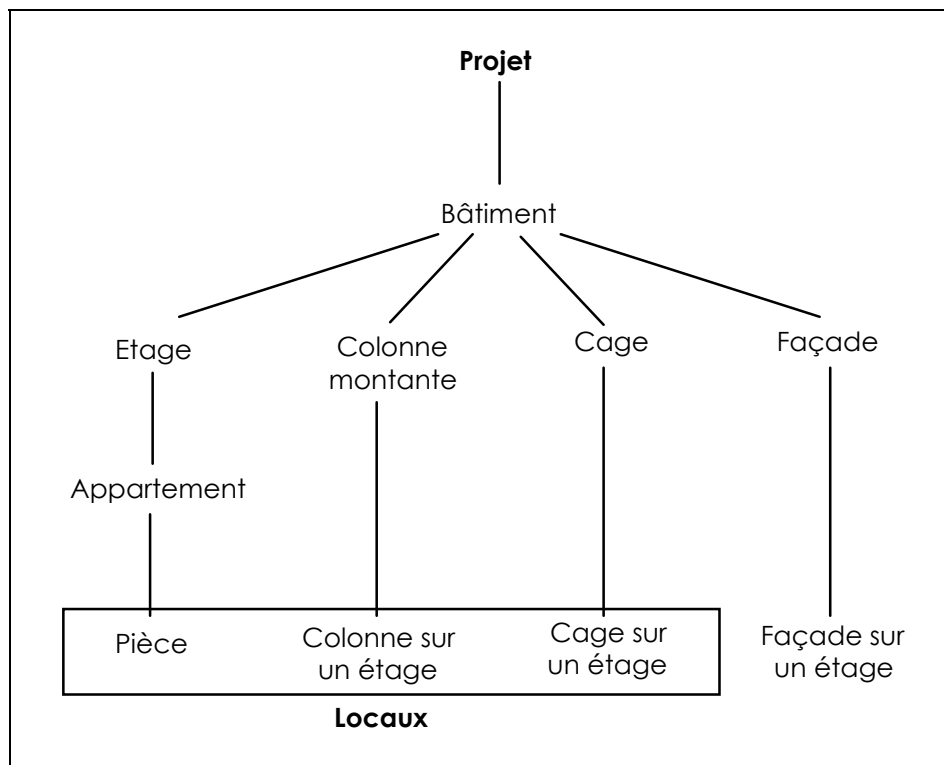 Projet
Bâtiment
Etage
Colonne
montante
Cage
Façade
Appartement
Pièce
Colonne sur
un étage
Cage sur
un étage
Façade sur
un étage
Locaux